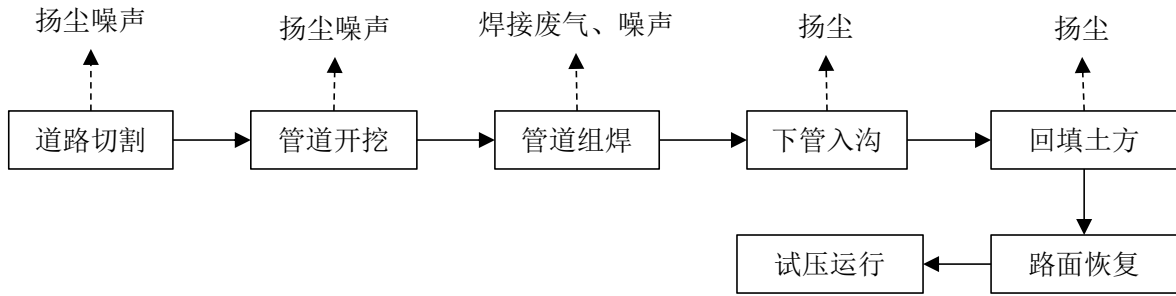 扬尘噪声
扬尘噪声
焊接废气、噪声
扬尘
扬尘
道路切割
管道开挖
管道组焊
下管入沟
回填土方
试压运行
路面恢复